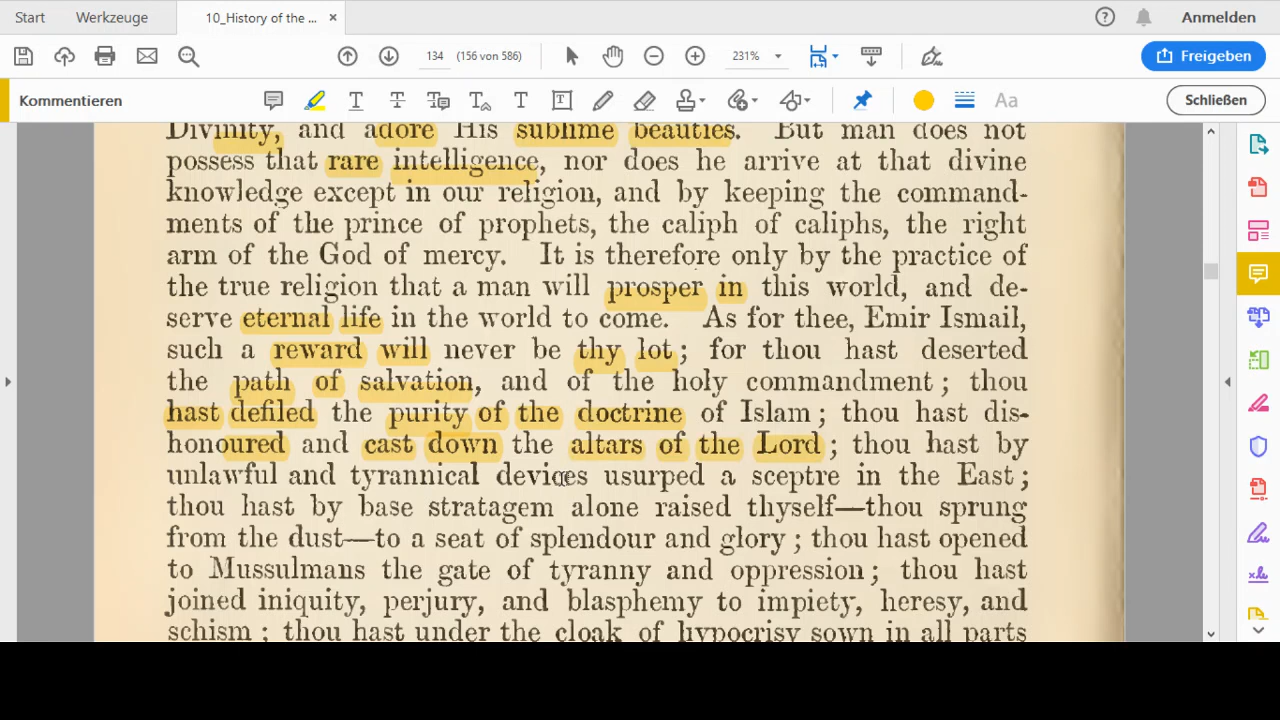 Start Werkzeuge 10_History of the ... × Anmelden
134 (156 von 586) 231% Freigeben
Kommentieren Aa Schließen
Divinity, and adore His sublime beauties. But man does not
possess that rare intelligence, nor does he arrive at that divine
knowledge except in our religion, and by keeping the command-
ments of the prince of prophets, the caliph of caliphs, the right
arm of the God of mercy. It is therefore only by the practice of
the true religion that a man will prosper in this world, and de-
serve eternal life in the world to come. As for thee, Emir Ismail,
such a reward will never be thy lot; for thou hast deserted
the path of salvation, and of the holy commandment; thou
hast defiled the purity of the doctrine of Islam; thou hast dis-
honoured and cast down the altars of the Lord; thou hast by
unlawful and tyrannical devices usurped a sceptre in the East;
thou hast by base stratagem alone raised thyself—thou sprung
from the dust—to a seat of splendour and glory; thou hast opened
to Mussulmans the gate of tyranny and oppression; thou hast
joined iniquity, perjury, and blasphemy to impiety, heresy, and
schism; thou hast under the cloak of hypocrisy sown in all parts